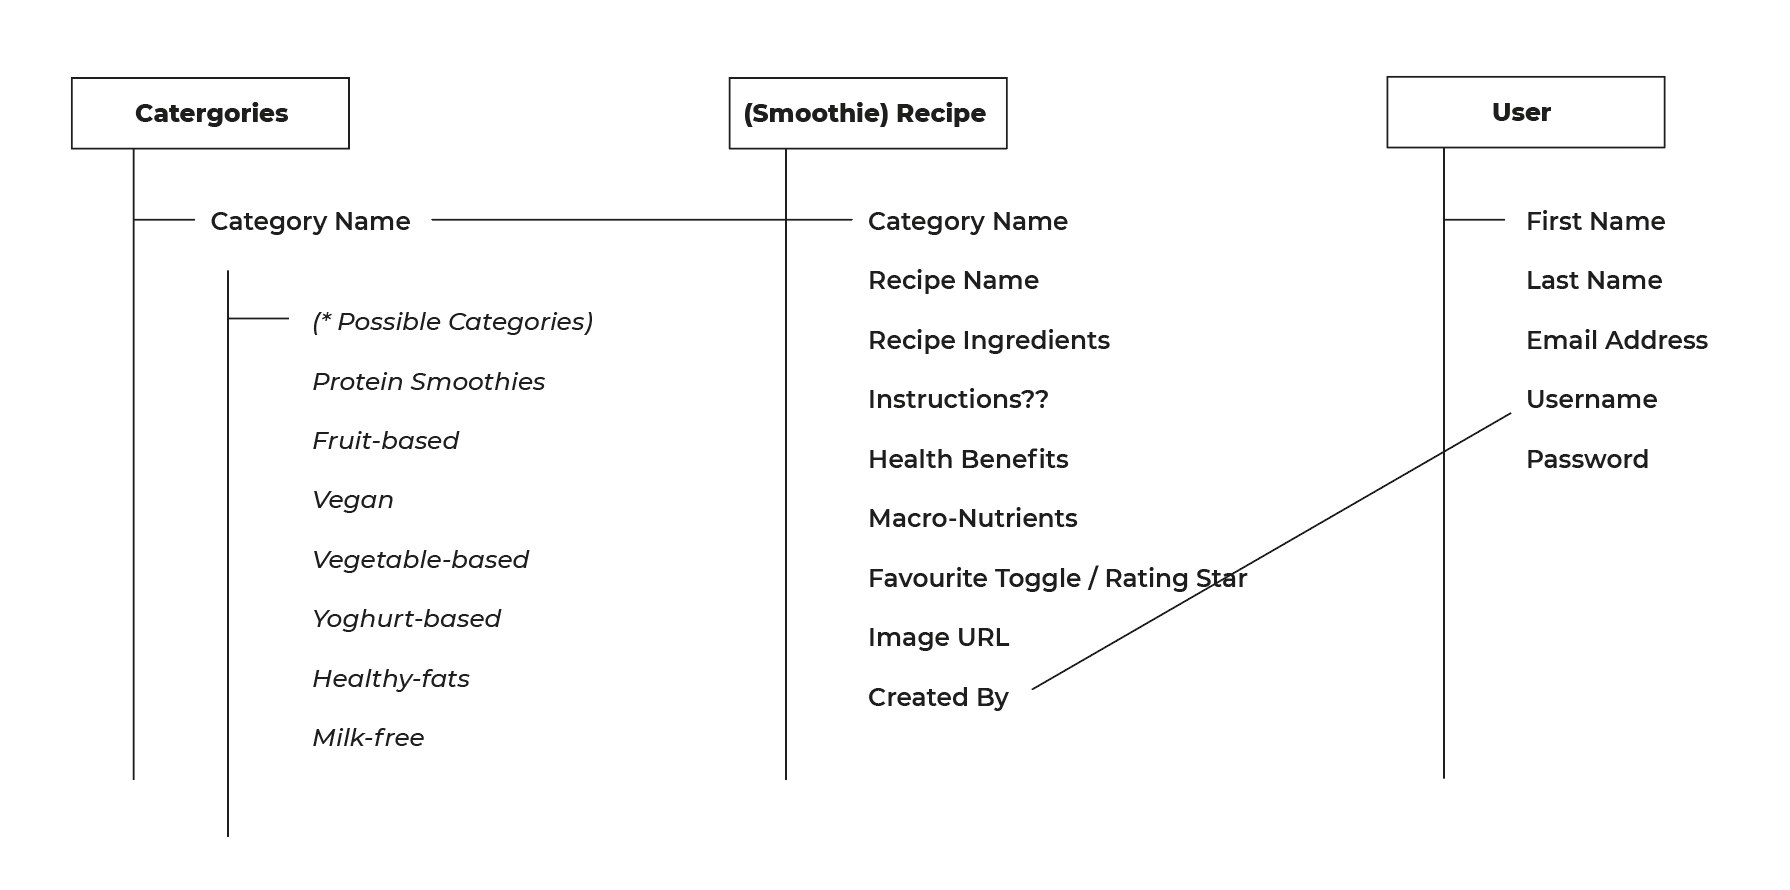 Catergories
Category Name
(* Possible Categories)
Protein Smoothies
Fruit-based
Vegan
Vegetable-based
Yoghurt-based
Healthy-fats
Milk-free
(Smoothie) Recipe
Category Name
Recipe Name
Recipe Ingredients
Instructions??
Health Benefits
Macro-Nutrients
Favourite Toggle / Rating Star
Image URL
Created By
User
First Name
Last Name
Email Address
Username
Password